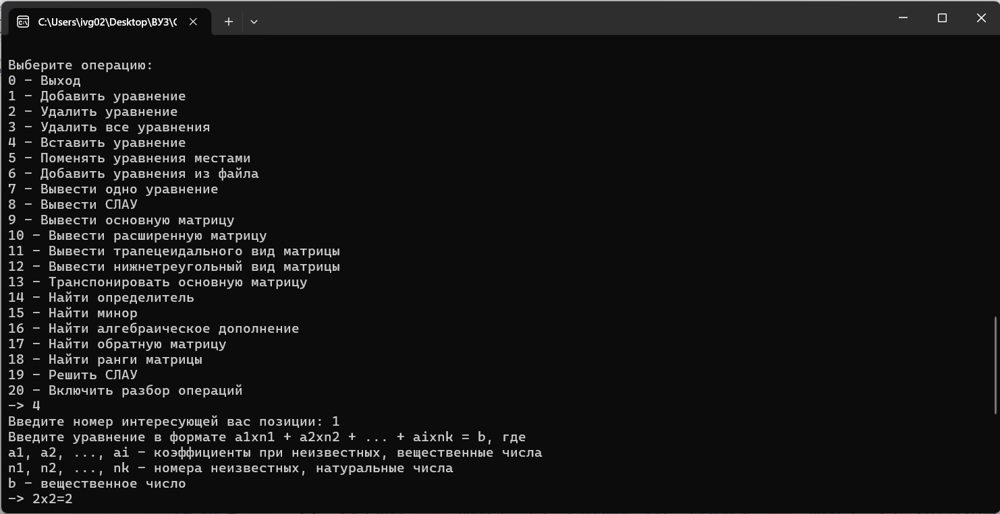 C:\Users\ivg02\Desktop\ВУЗ\С
Выберите операцию:
0 - Выход
1 - Добавить уравнение
2 - Удалить уравнение
3 - Удалить все уравнения
4 - Вставить уравнение
5 - Поменять уравнения местами
6 - Добавить уравнения из файла
7 - Вывести одно уравнение
8 - Вывести СЛАУ
9 - Вывести основную матрицу
10 - Вывести расширенную матрицу
11 - Вывести трапецеидального вид матрицы
12 - Вывести нижнетреугольный вид матрицы
13 - Транспонировать основную матрицу
14 - Найти определитель
15 - Найти минор
16 - Найти алгебраическое дополнение
17 - Найти обратную матрицу
18 - Найти ранги матрицы
19 - Решить СЛАУ
20 - Включить разбор операций
-> 4
Введите номер интересующей вас позиции: 1
Введите уравнение в формате a1xn1 + a2xn2 + ... + aixnk = b, где
a1, a2, ..., ai - коэффициенты при неизвестных, вещественные числа
n1, n2, ..., nk - номера неизвестных, натуральные числа
b - вещественное число
-> 2x2=2